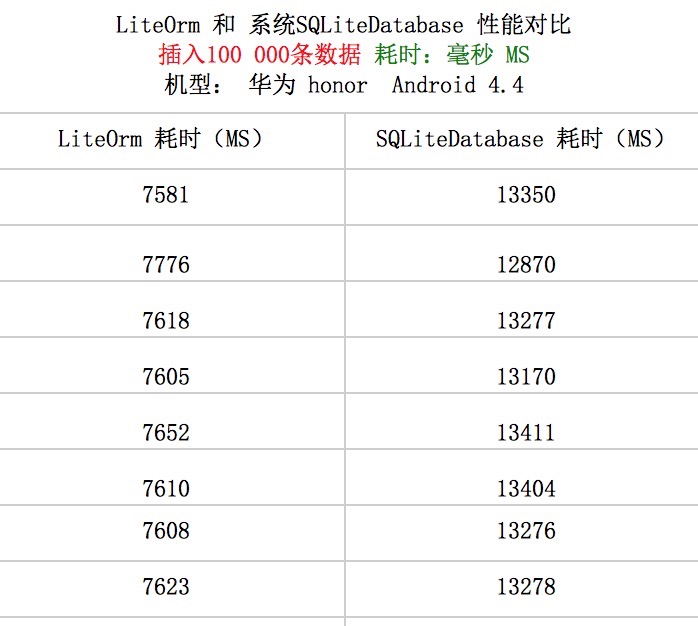 LiteOrm 和 系统SQLiteDatabase 性能对比
插入100 000条数据 耗时：毫秒 MS
机型： 华为 honor Android 4.4
LiteOrm 耗时（MS） SQLiteDatabase 耗时（MS）
7581 13350
7776 12870
7618 13277
7605 13170
7652 13411
7610 13404
7608 13276
7623 13278